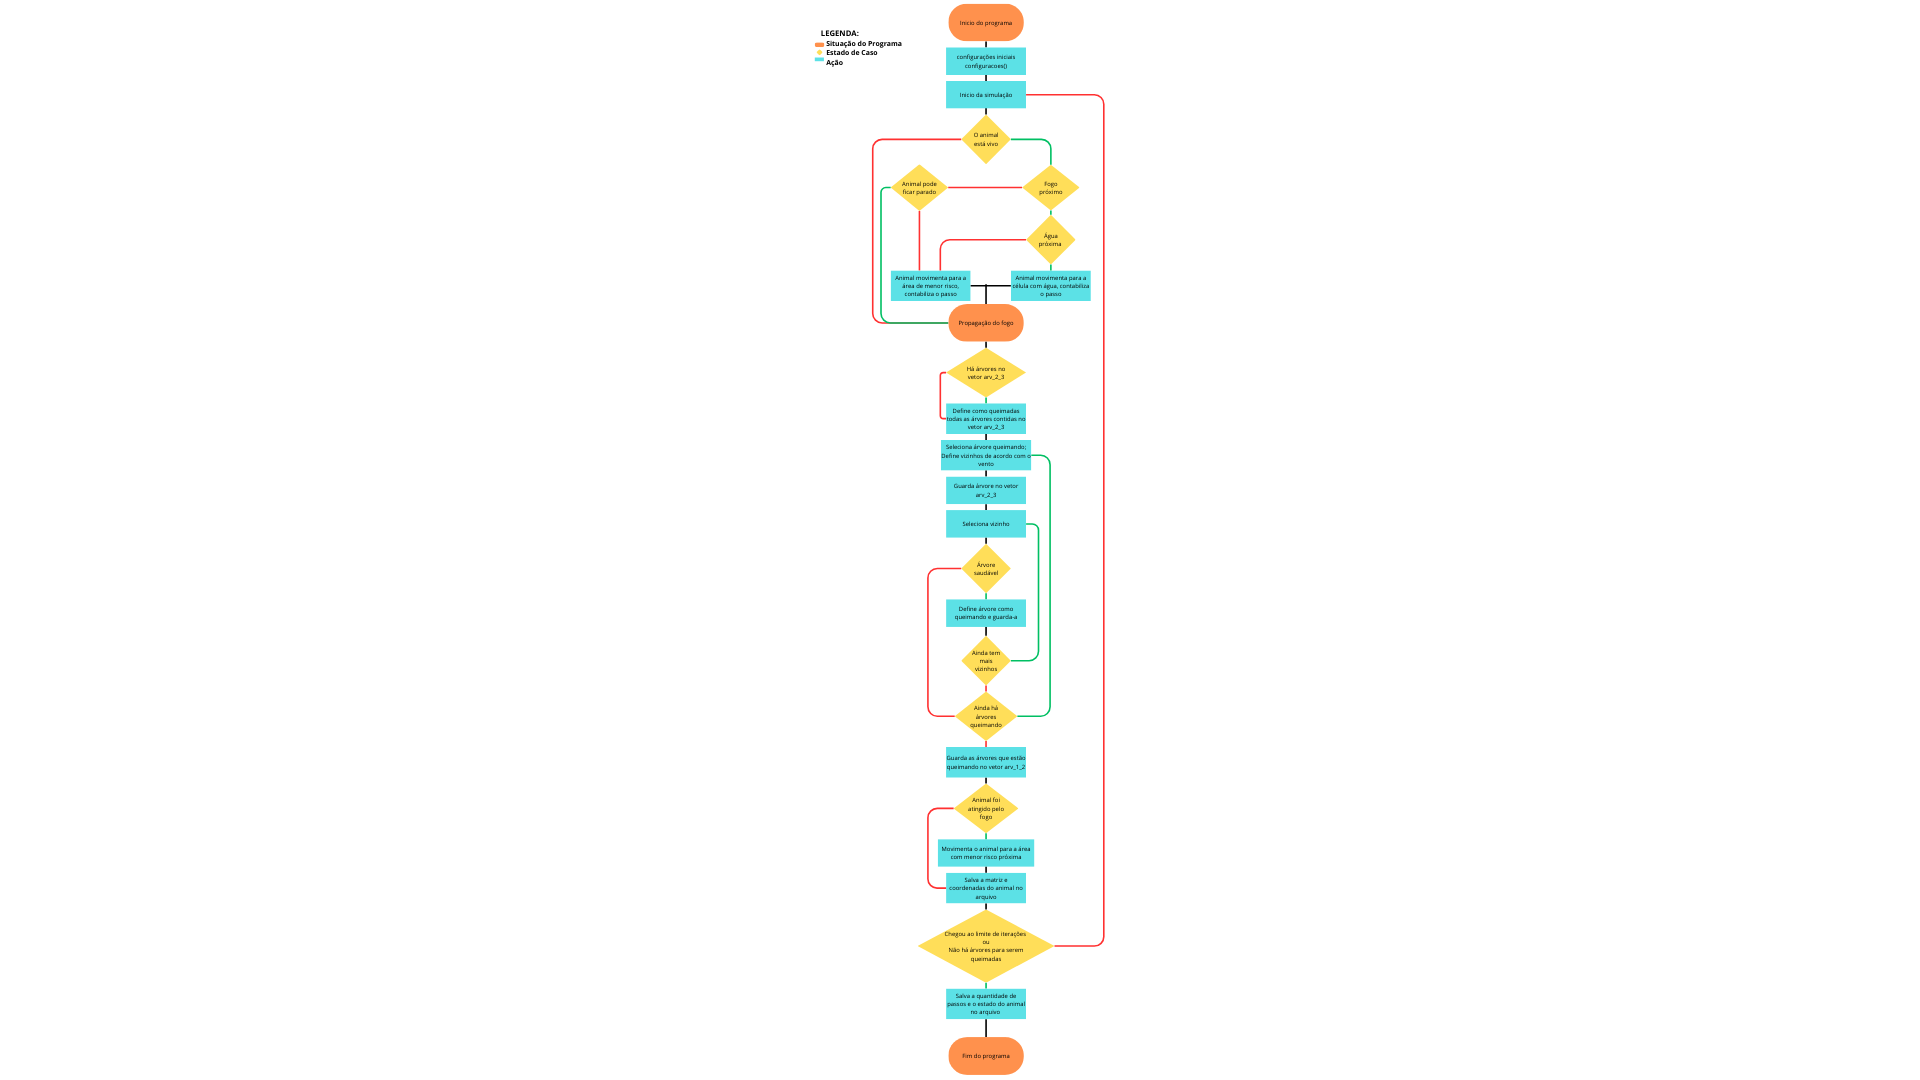 Inicio do programa
LEGENDA:
Situação do Programa
Estado de Caso
Ação
configurações iniciais
configuracoes()
Inicio da simulação
O animal
está vivo
Animal pode
ficar parado
Fogo
próximo
Água
próxima
Animal movimenta para a
área de menor risco,
contabiliza o passo
Animal movimenta para a
célula com água, contabiliza
o passo
Propagação do fogo
Há árvores no
vetor arv_2_3
Define como queimadas
todas as árvores contidas no
vetor arv_2_3
Seleciona árvore queimando;
Define vizinhos de acordo com o
vento
Guarda árvore no vetor
arv_2_3
Seleciona vizinho
Árvore
saudável
Define árvore como
queimando e guarda-a
Ainda tem
mais
vizinhos
Ainda há
árvores
queimando
Guarda as árvores que estão
queimando no vetor arv_1_2
Animal foi
atingido pelo
fogo
Movimenta o animal para a área
com menor risco próxima
Salva a matriz e
coordenadas do animal no
arquivo
Chegou ao limite de iterações
ou
Não há árvores para serem
queimadas
Salva a quantidade de
passos e o estado do animal
no arquivo
Fim do programa